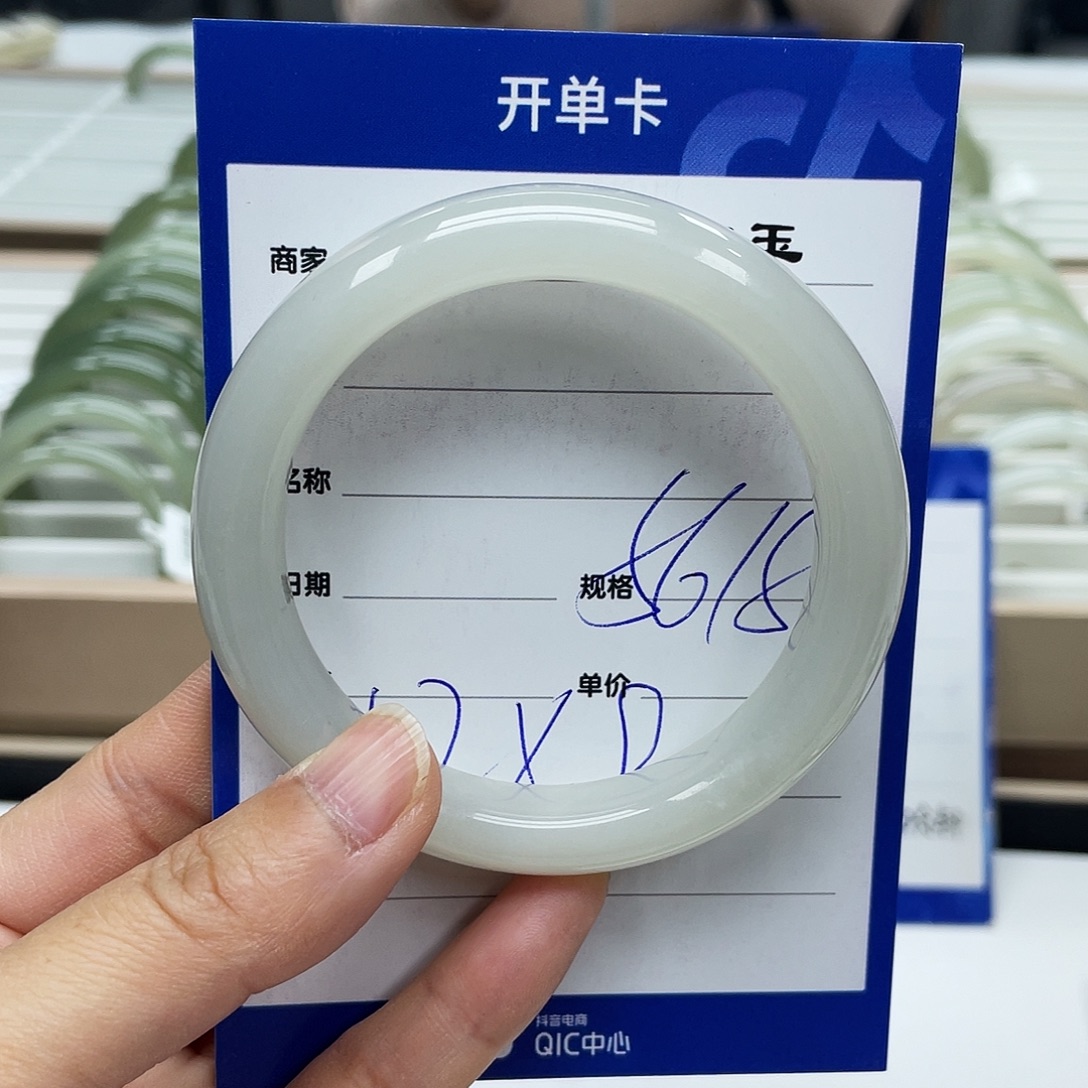 开单卡
商家 玉
名称
日期 规格 5618
单价
抖音电商
QIC中心